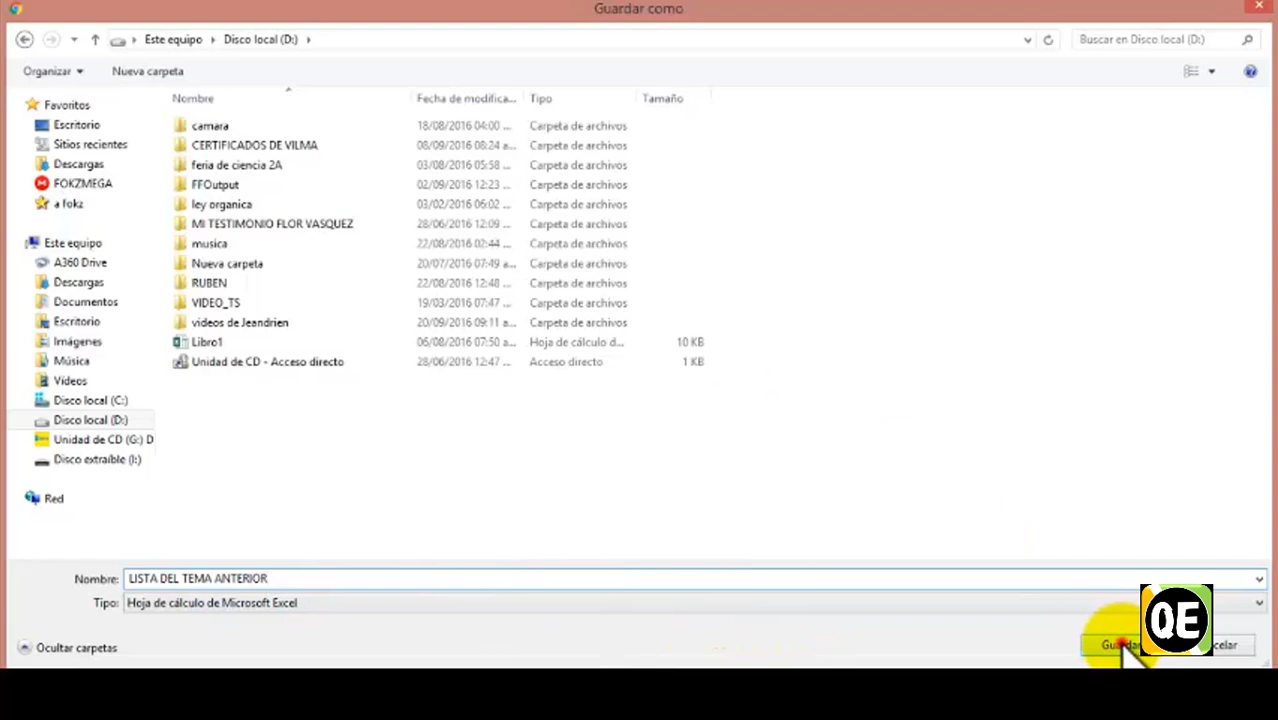 Guardar como
Este equipo Disco local (D:)
Buscar en Disco local (D:)
Organizar Nueva carpeta
Nombre Fecha de modifica... Tipo Tamaño
camara 18/08/2016 04:00 ... Carpeta de archivos
CERTIFICADOS DE VILMA 08/09/2016 08:24 a... Carpeta de archivos
feria de ciencia 2A 03/08/2016 05:58 ... Carpeta de archivos
FFOutput 02/09/2016 12:23 ... Carpeta de archivos
ley organica 03/02/2016 06:02 ... Carpeta de archivos
MI TESTIMONIO FLOR VASQUEZ 28/06/2016 12:09 ... Carpeta de archivos
musica 22/08/2016 02:44 ... Carpeta de archivos
Nueva carpeta 20/07/2016 07:49 a... Carpeta de archivos
RUBEN 22/08/2016 12:48 ... Carpeta de archivos
VIDEO_TS 19/03/2016 07:47 ... Carpeta de archivos
videos de Jeandrien 20/09/2016 09:11 a... Carpeta de archivos
Libro1 06/08/2016 07:50 a... Hoja de cálculo d... 10 KB
Unidad de CD - Acceso directo 28/06/2016 12:47 ... Acceso directo 1 KB
Favoritos
Escritorio
Sitios recientes
Descargas
FOKZMEGA
a fokz
Este equipo
A360 Drive
Descargas
Documentos
Escritorio
Imágenes
Música
Vídeos
Disco local (C:)
Disco local (D:)
Unidad de CD (G:) D
Disco extraíble (I:)
Red
Nombre: LISTA DEL TEMA ANTERIOR
Tipo: Hoja de cálculo de Microsoft Excel
Ocultar carpetas
QE